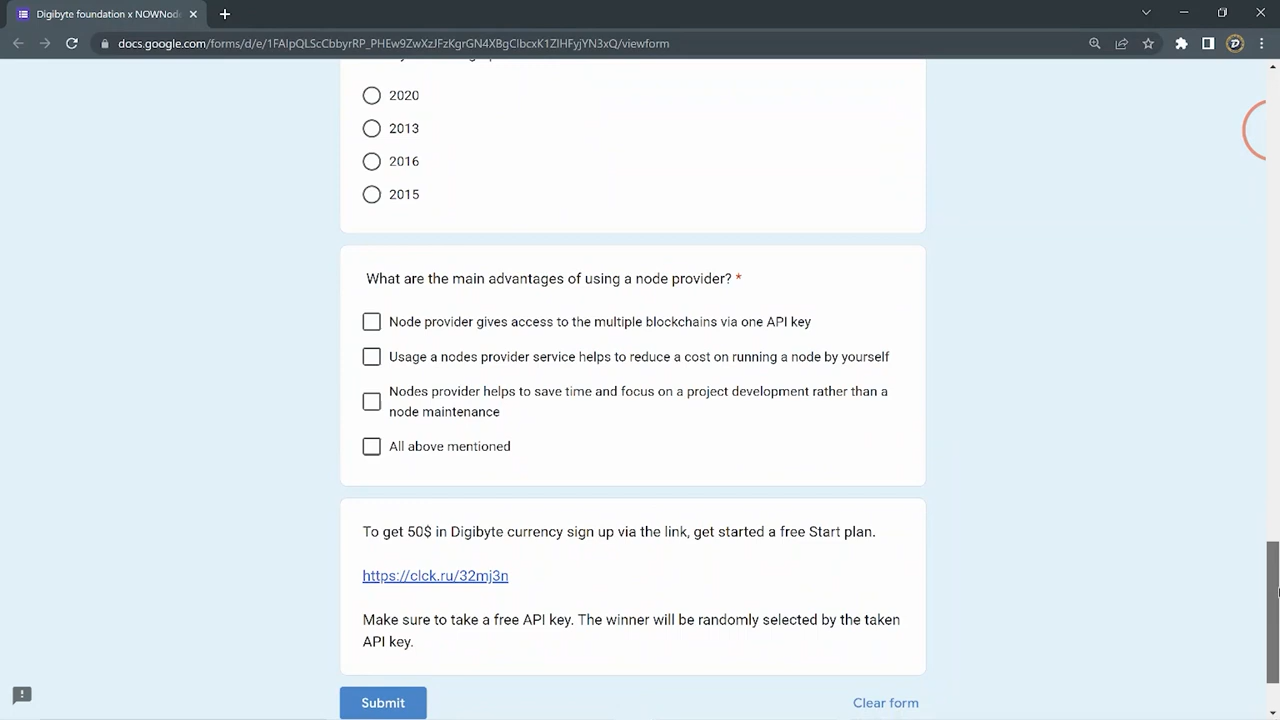 Digibyte foundation x NOWNode
docs.google.com/forms/d/e/1FAIpQLScCbbyrRP_PHEw9ZwXzJFzKgrGN4XBgClbcxK1ZIHFyjYN3xQ/viewform
2020
2013
2016
2015
What are the main advantages of using a node provider? *
Node provider gives access to the multiple blockchains via one API key
Usage a nodes provider service helps to reduce a cost on running a node by yourself
Nodes provider helps to save time and focus on a project development rather than a
node maintenance
All above mentioned
To get 50$ in Digibyte currency sign up via the link, get started a free Start plan.
https://clck.ru/32mj3n
Make sure to take a free API key. The winner will be randomly selected by the taken
API key.
Submit
Clear form